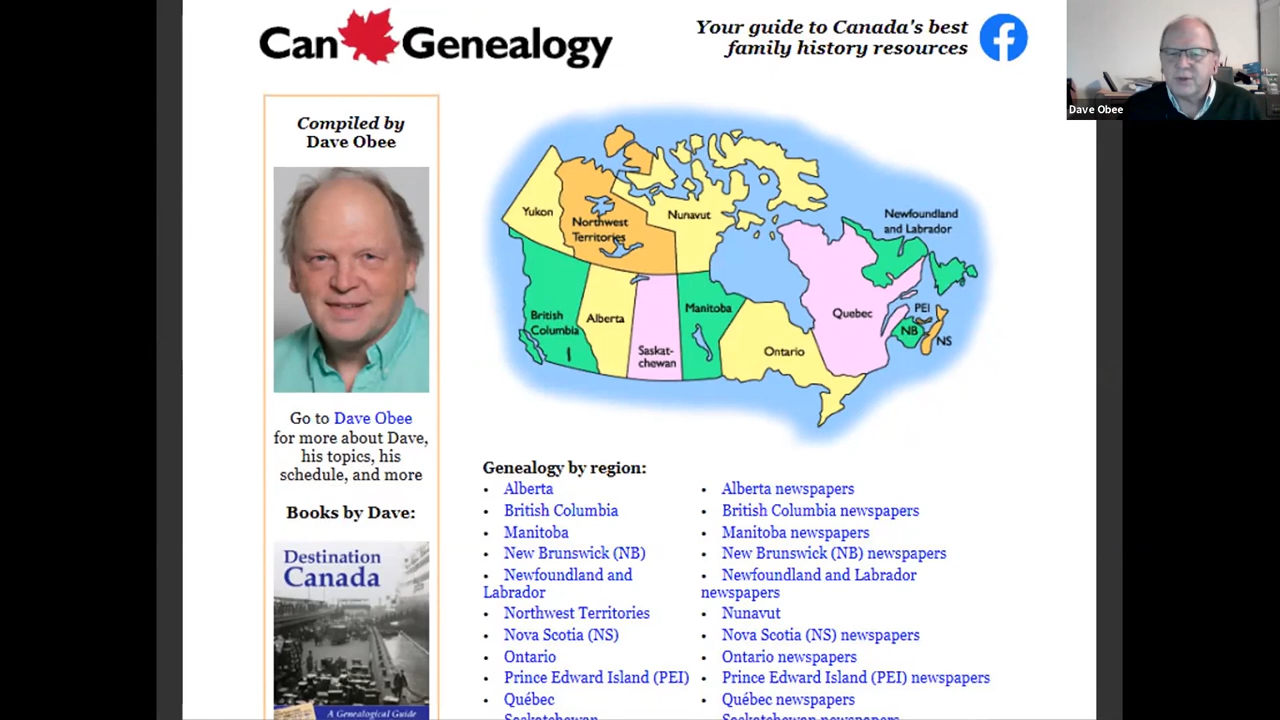 CanGenealogy
Your guide to Canada's best
family history resources
Dave Obee
Compiled by
Dave Obee
Go to Dave Obee
for more about Dave,
his topics, his
schedule, and more
Books by Dave:
Destination
Canada
A Genealogical Guide
Yukon
Northwest
Territories
Nunavut
Newfoundland
and Labrador
British
Columbia
Alberta
Saskat-
chewan
Manitoba
Ontario
Quebec
PEI
NB
NS
Genealogy by region:
• Alberta
• British Columbia
• Manitoba
• New Brunswick (NB)
• Newfoundland and
Labrador
• Northwest Territories
• Nova Scotia (NS)
• Ontario
• Prince Edward Island (PEI)
• Québec
Saskatchewan
• Alberta newspapers
• British Columbia newspapers
• Manitoba newspapers
• New Brunswick (NB) newspapers
• Newfoundland and Labrador
newspapers
• Nunavut
• Nova Scotia (NS) newspapers
• Ontario newspapers
• Prince Edward Island (PEI) newspapers
• Québec newspapers
Saskatchewan newspapers